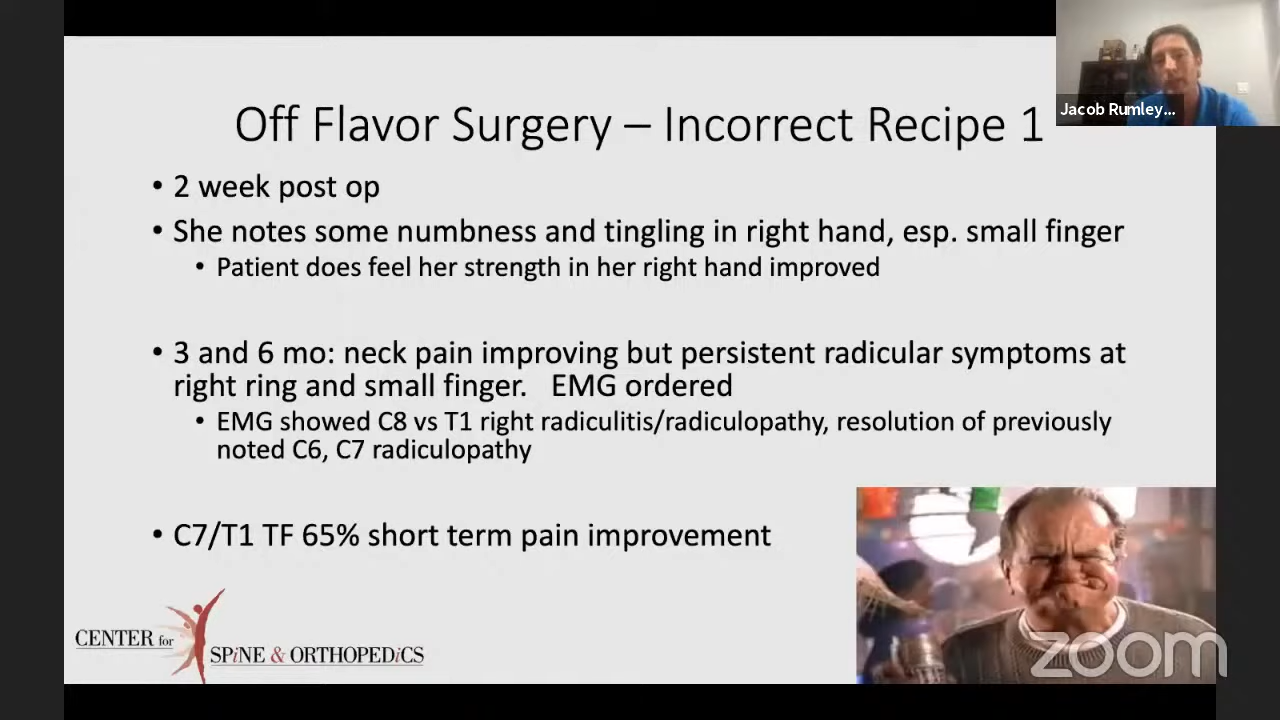 Jacob Rumley...
Off Flavor Surgery – Incorrect Recipe 1
• 2 week post op
• She notes some numbness and tingling in right hand, esp. small finger
• Patient does feel her strength in her right hand improved
• 3 and 6 mo: neck pain improving but persistent radicular symptoms at
right ring and small finger. EMG ordered
• EMG showed C8 vs T1 right radiculitis/radiculopathy, resolution of previously
noted C6, C7 radiculopathy
• C7/T1 TF 65% short term pain improvement
CENTER for
SPiNE & ORTHOPEDiCS
zoom